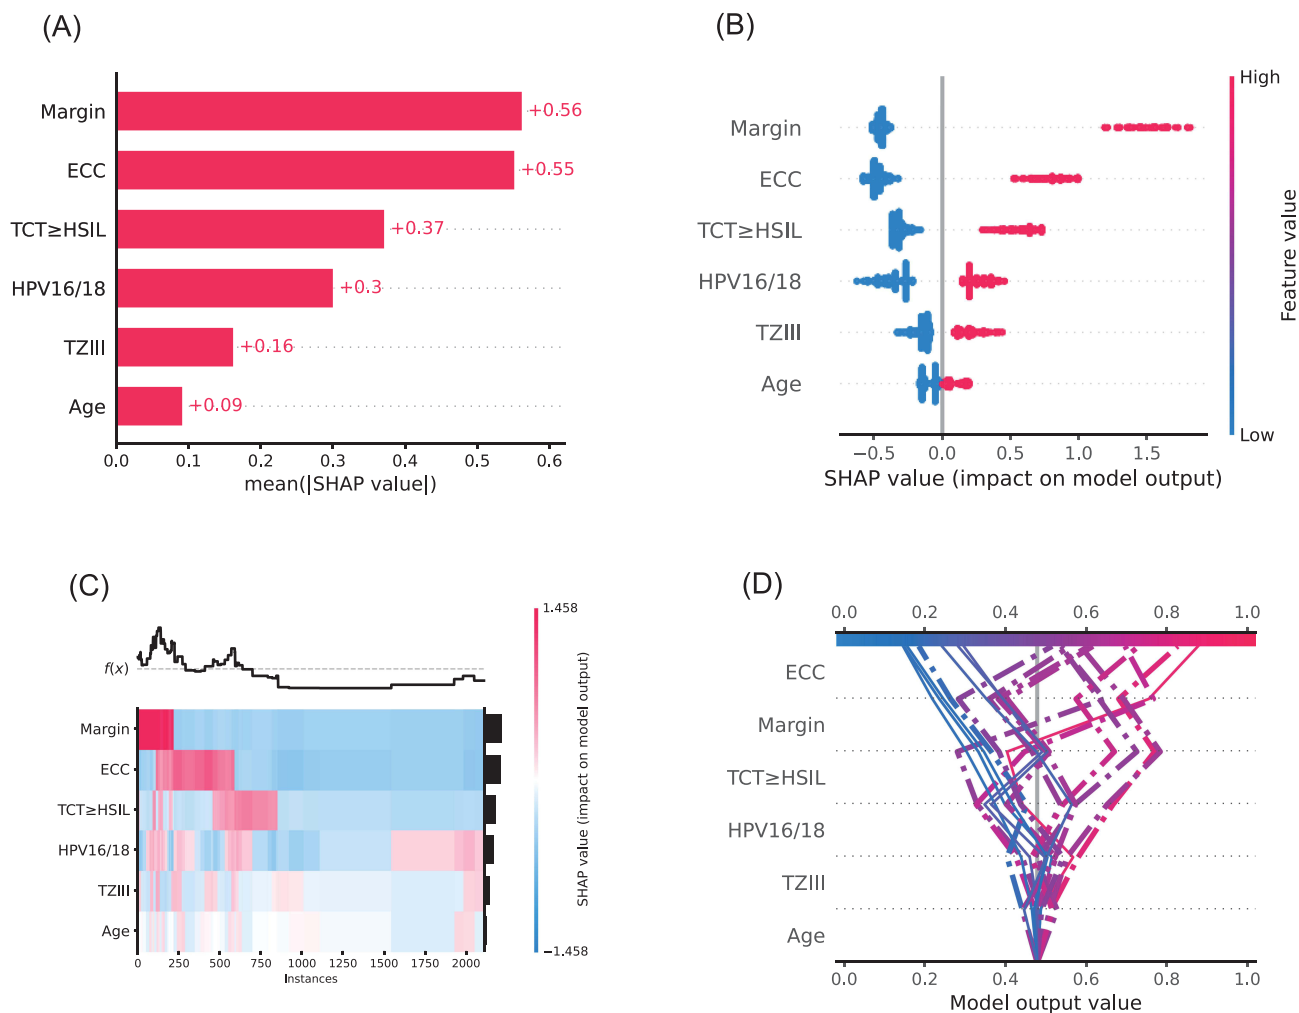 (A)
Margin
+0.56
ECC
+0.55
TCT≥HSIL
+0.37
HPV16/18
+0.3
TZIII
+0.16
Age
+0.09
0.0 0.1 0.2 0.3 0.4 0.5 0.6
mean(|SHAP value|)
(B)
High
Margin
ECC
TCT≥HSIL
HPV16/18
TZIII
Age
Low
Feature value
−0.5 0.0 0.5 1.0 1.5
SHAP value (impact on model output)
(C)
1.458
f(x)
Margin
ECC
TCT≥HSIL
HPV16/18
TZIII
Age
−1.458
SHAP value (impact on model output)
0 250 500 750 1000 1250 1500 1750 2000
Instances
(D)
0.0 0.2 0.4 0.6 0.8 1.0
ECC
Margin
TCT≥HSIL
HPV16/18
TZIII
Age
0.0 0.2 0.4 0.6 0.8 1.0
Model output value